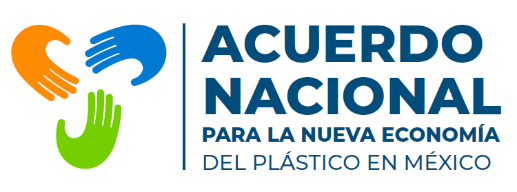 ACUERDO
NACIONAL
PARA LA NUEVA ECONOMÍA
DEL PLÁSTICO EN MÉXICO